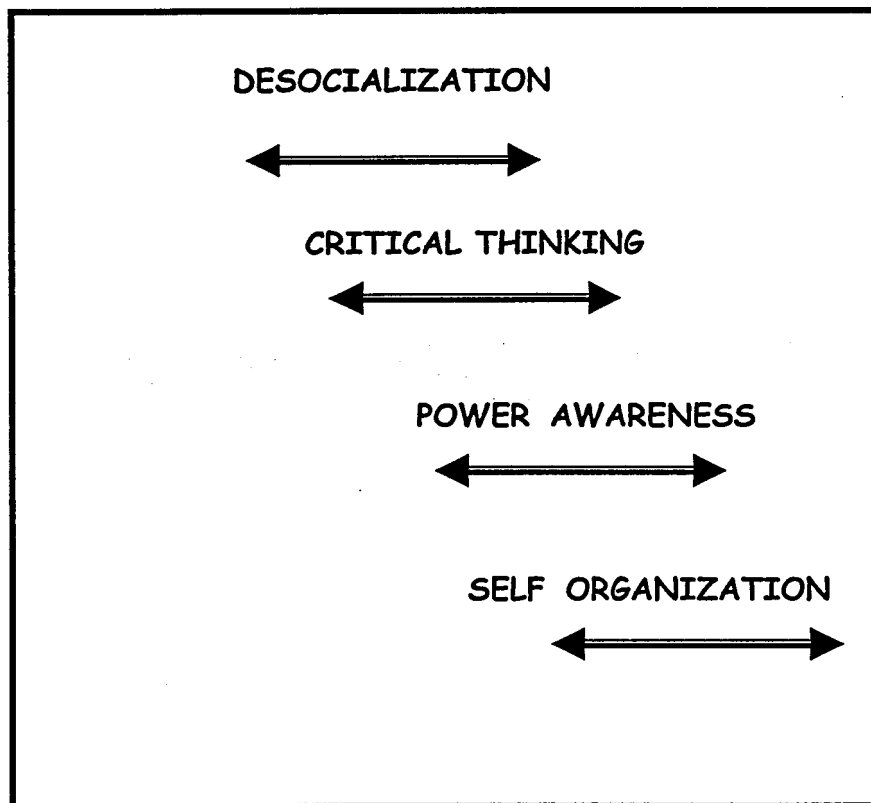 DESOCIALIZATION
CRITICAL THINKING
POWER AWARENESS
SELF ORGANIZATION